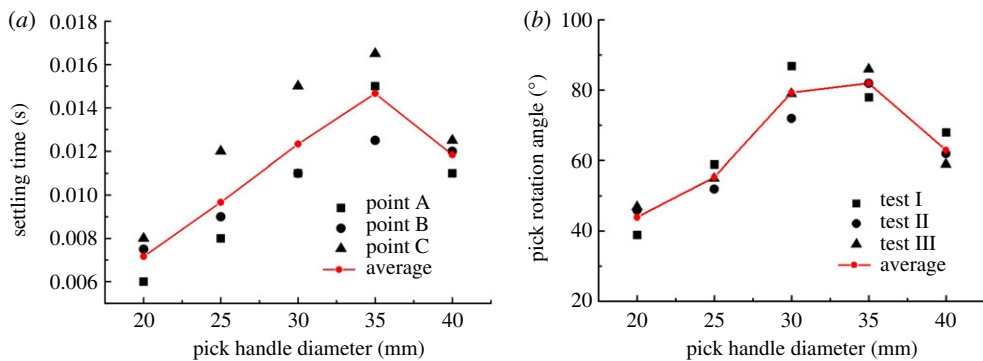 (a)
0.018
0.016
0.014
0.012
0.010
0.008
0.006
settling time (s)
point A
point B
point C
average
20 25 30 35 40
pick handle diameter (mm)
(b)
100
80
60
40
20
pick rotation angle (°)
test I
test II
test III
average
20 25 30 35 40
pick handle diameter (mm)